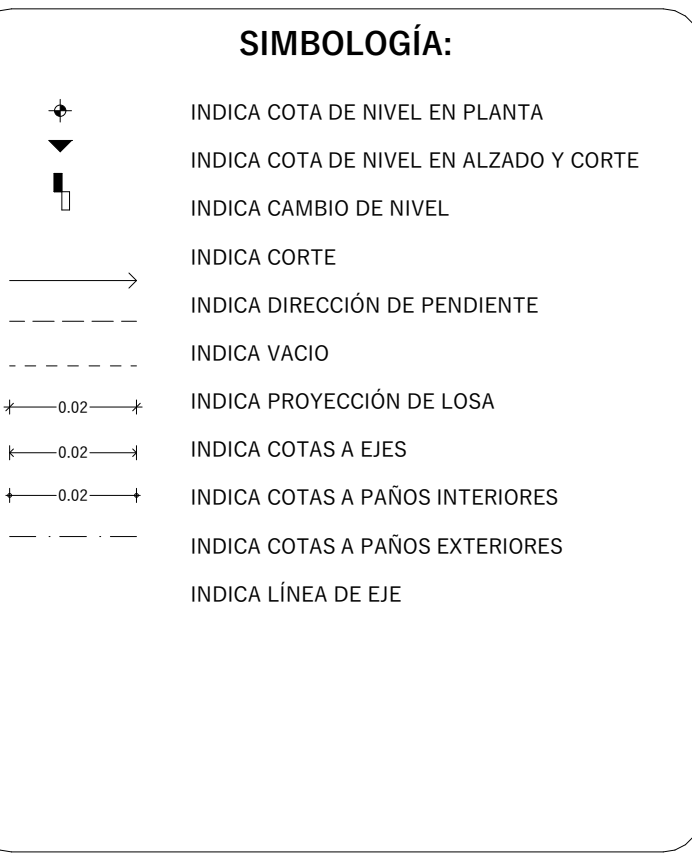 SIMBOLOGÍA:
INDICA COTA DE NIVEL EN PLANTA
INDICA COTA DE NIVEL EN ALZADO Y CORTE
INDICA CAMBIO DE NIVEL
INDICA CORTE
INDICA DIRECCIÓN DE PENDIENTE
INDICA VACIO
0.02 INDICA PROYECCIÓN DE LOSA
0.02 INDICA COTAS A EJES
0.02 INDICA COTAS A PAÑOS INTERIORES
INDICA COTAS A PAÑOS EXTERIORES
INDICA LÍNEA DE EJE